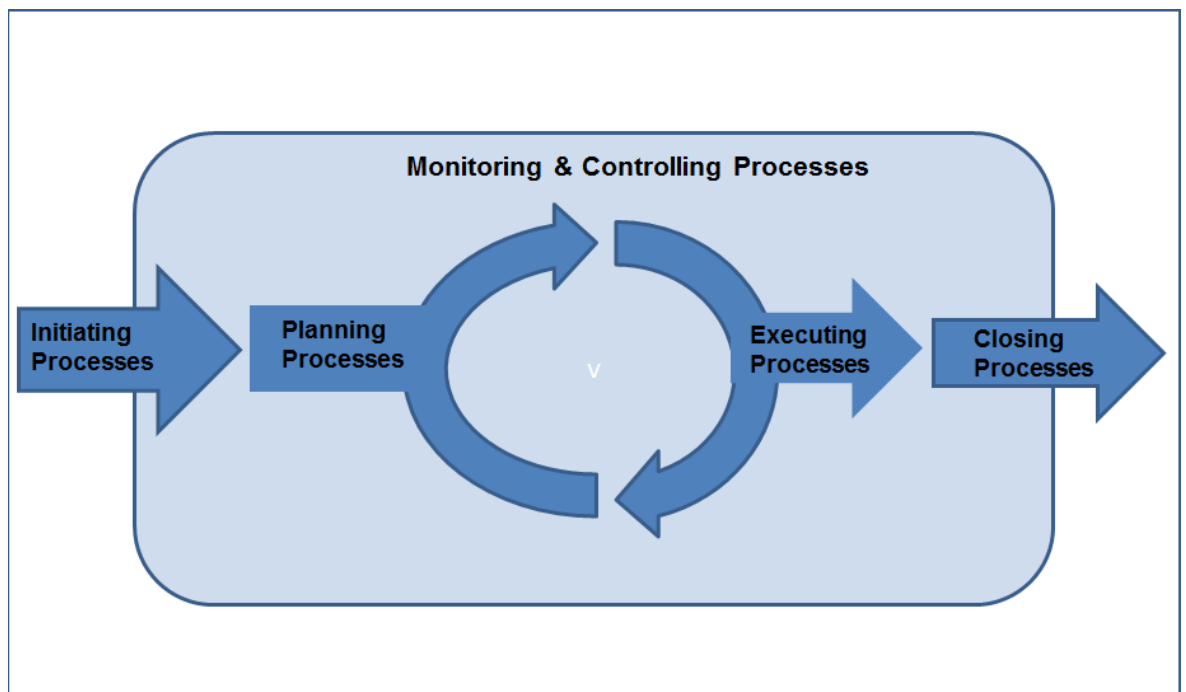 Monitoring & Controlling Processes
Initiating
Processes
Planning
Processes
v
Executing
Processes
Closing
Processes